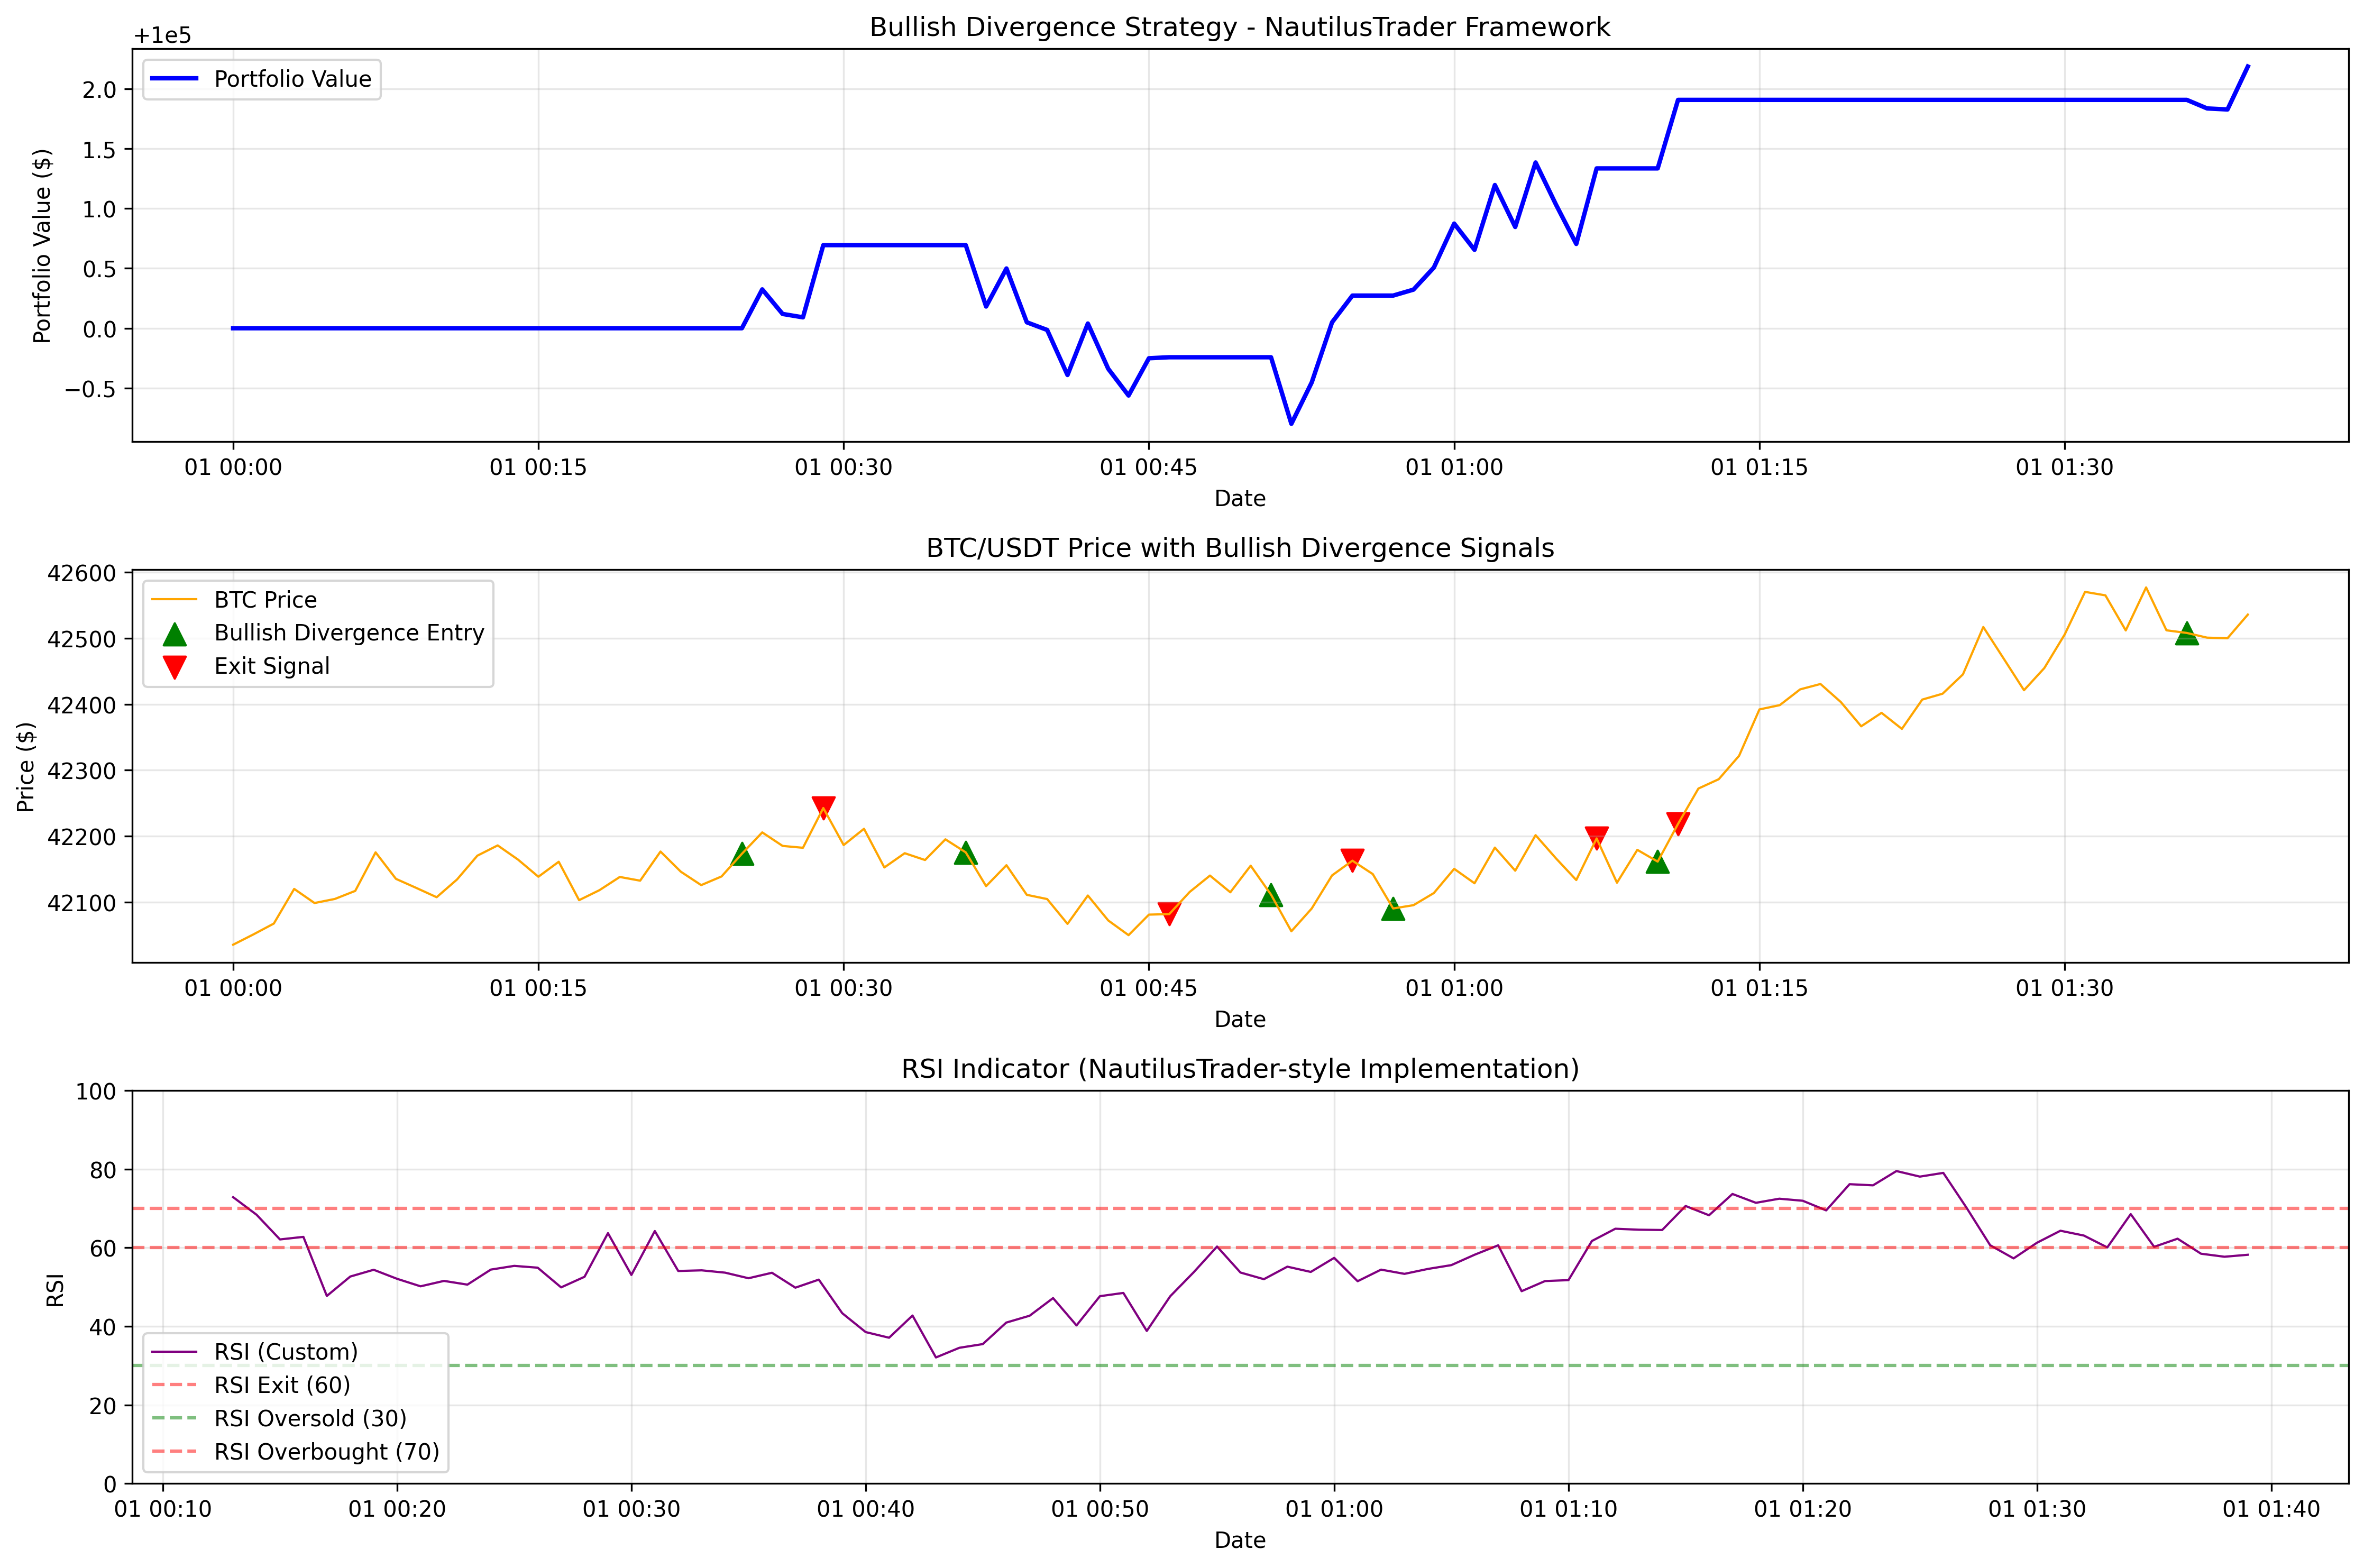 Bullish Divergence Strategy - NautilusTrader Framework
+1e5
Portfolio Value
Portfolio Value ($)
2.0
1.5
1.0
0.5
0.0
−0.5
01 00:00 01 00:15 01 00:30 01 00:45 01 01:00 01 01:15 01 01:30
Date
BTC/USDT Price with Bullish Divergence Signals
BTC Price
Bullish Divergence Entry
Exit Signal
Price ($)
42600
42500
42400
42300
42200
42100
01 00:00 01 00:15 01 00:30 01 00:45 01 01:00 01 01:15 01 01:30
Date
RSI Indicator (NautilusTrader-style Implementation)
RSI
100
80
60
40
20
0
RSI (Custom)
RSI Exit (60)
RSI Oversold (30)
RSI Overbought (70)
01 00:10 01 00:20 01 00:30 01 00:40 01 00:50 01 01:00 01 01:10 01 01:20 01 01:30 01 01:40
Date